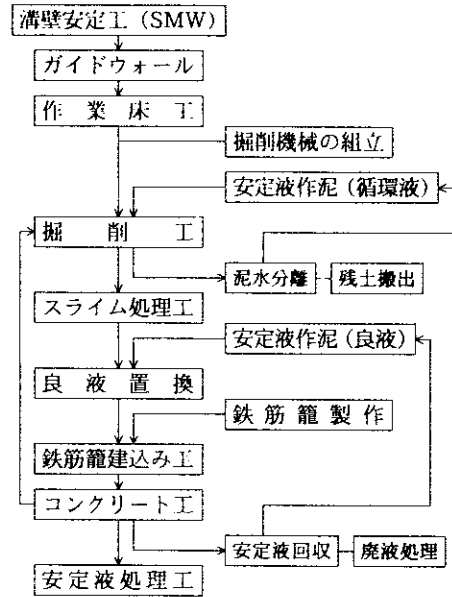 溝壁安定工（SMW）
ガイドウォール
作業床工
掘削機械の組立
安定液作泥（循環液）
掘削工
泥水分離
残土搬出
スライム処理工
安定液作泥（良液）
良液置換
鉄筋籠製作
鉄筋籠建込み工
コンクリート工
安定液回収
廃液処理
安定液処理工